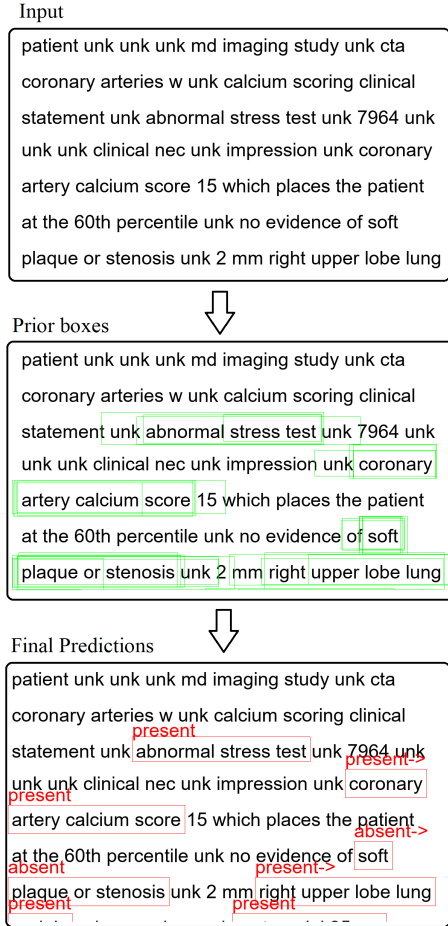 Input
patient unk unk unk md imaging study unk cta
coronary arteries w unk calcium scoring clinical
statement unk abnormal stress test unk 7964 unk
unk unk clinical nec unk impression unk coronary
artery calcium score 15 which places the patient
at the 60th percentile unk no evidence of soft
plaque or stenosis unk 2 mm right upper lobe lung
Prior boxes
patient unk unk unk md imaging study unk cta
coronary arteries w unk calcium scoring clinical
statement unk abnormal stress test unk 7964 unk
unk unk clinical nec unk impression unk coronary
artery calcium score 15 which places the patient
at the 60th percentile unk no evidence of soft
plaque or stenosis unk 2 mm right upper lobe lung
Final Predictions
patient unk unk unk md imaging study unk cta
coronary arteries w unk calcium scoring clinical
present
statement unk abnormal stress test unk 7964 unk
present->
unk unk clinical nec unk impression unk coronary
present
artery calcium score 15 which places the patient
absent->
at the 60th percentile unk no evidence of soft
absent present->
plaque or stenosis unk 2 mm right upper lobe lung
present present